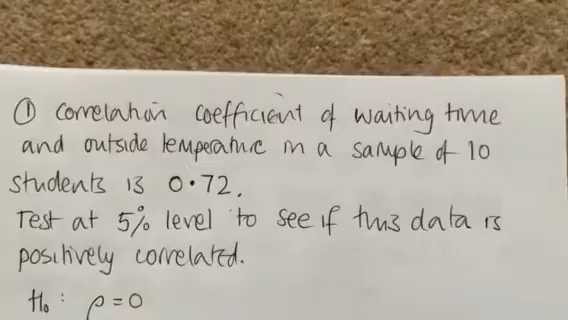 ① Correlation coefficient of waiting time
and outside temperature in a sample of 10
students is 0.72.
Test at 5% level to see if this data is
positively correlated.
H₀ : ρ = 0